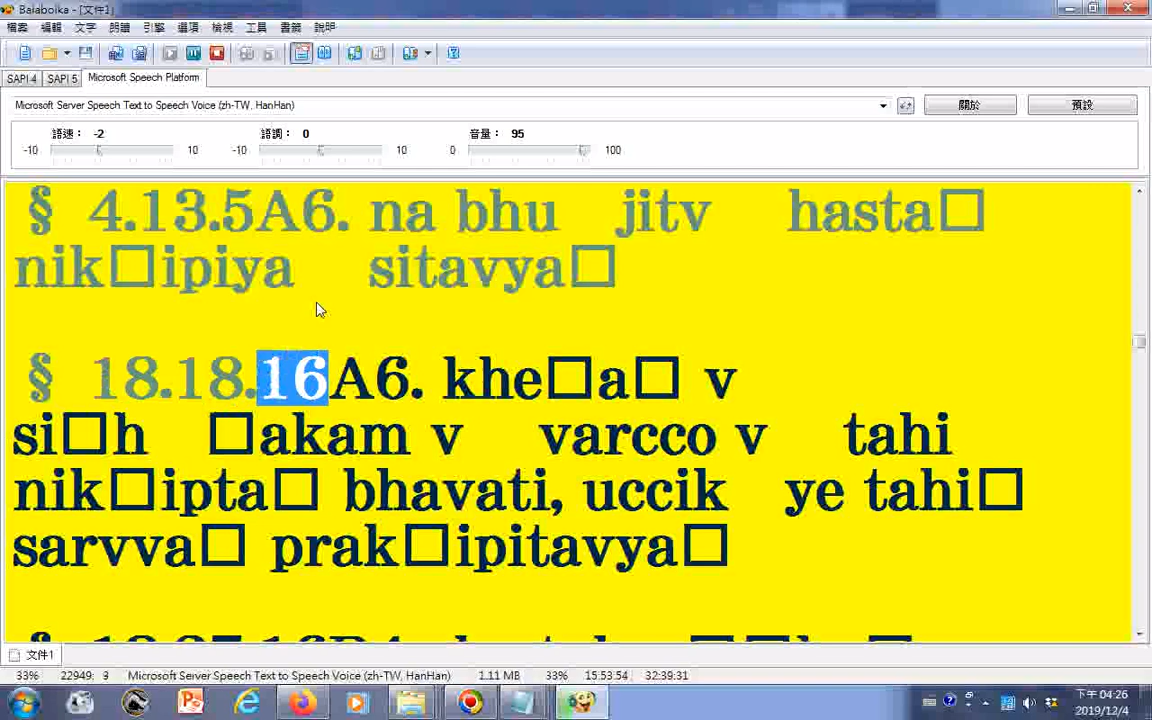 Balabolka - [文件1]
檔案 編輯 文字 朗讀 引擎 選項 檢視 工具 書籤 說明
SAPI 4 SAPI 5 Microsoft Speech Platform
Microsoft Server Speech Text to Speech Voice (zh-TW, HanHan) 關於 預設
語速： -2 語調： 0 音量： 95
-10 10 -10 10 0 100
§ 4.13.5A6. na bhu jitv hasta□
nik□ipiya sitavya□
§ 18.18.16A6. khe□a□ v
si□h □akam v varcco v tahi
nik□ipta□ bhavati, uccik ye tahi□
sarvva□ prak□ipitavya□
文件1
33% 22949: 3 Microsoft Server Speech Text to Speech Voice (zh-TW, HanHan) 1.11 MB 33% 15:53:54 32:39:31
下午 04:26
2019/12/4